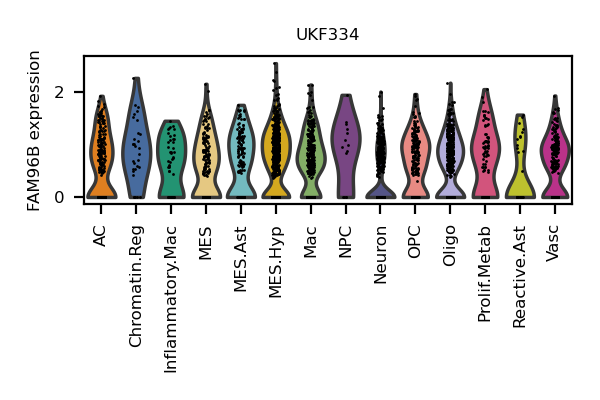 UKF334
FAM96B expression
2
0
AC
Chromatin.Reg
Inflammatory.Mac
MES
MES.Ast
MES.Hyp
Mac
NPC
Neuron
OPC
Oligo
Prolif.Metab
Reactive.Ast
Vasc